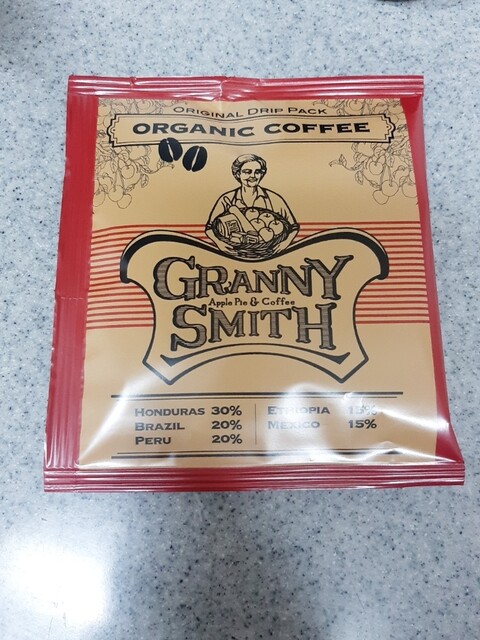 ORIGINAL DRIP PACK
ORGANIC COFFEE
GRANNY
Apple Pie & Coffee
SMITH
HONDURAS 30%
BRAZIL 20%
PERU 20%
ETHIOPIA 15%
MEXICO 15%